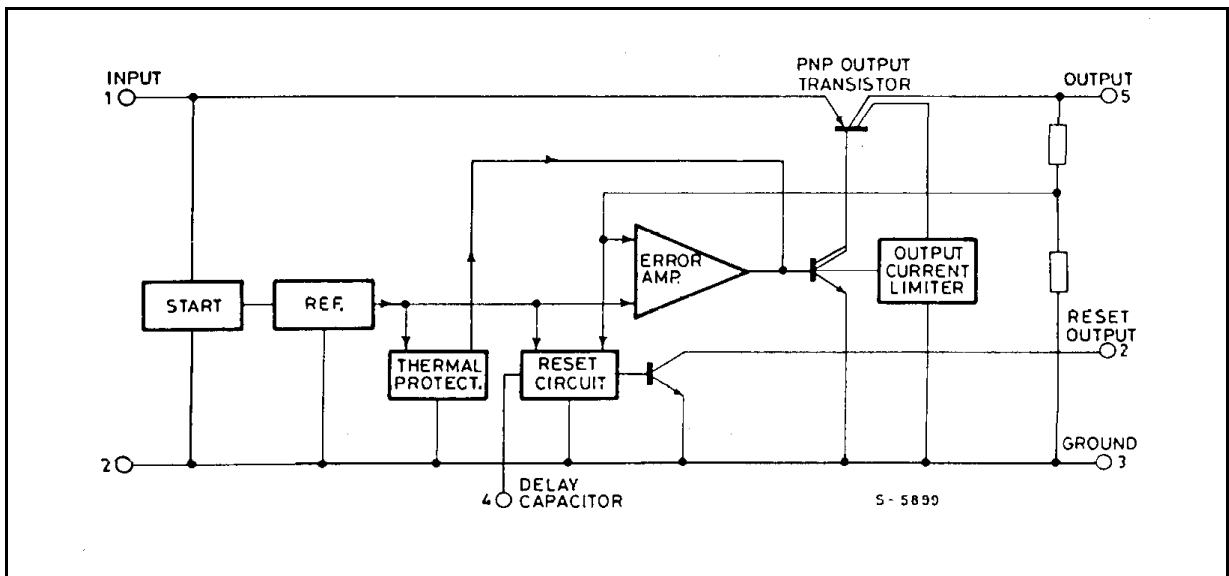 INPUT
1
PNP OUTPUT
TRANSISTOR
OUTPUT
5
ERROR
AMP.
OUTPUT
CURRENT
LIMITER
START
REF.
RESET
OUTPUT
2
THERMAL
PROTECT.
RESET
CIRCUIT
2
GROUND
3
4
DELAY
CAPACITOR
S-5899